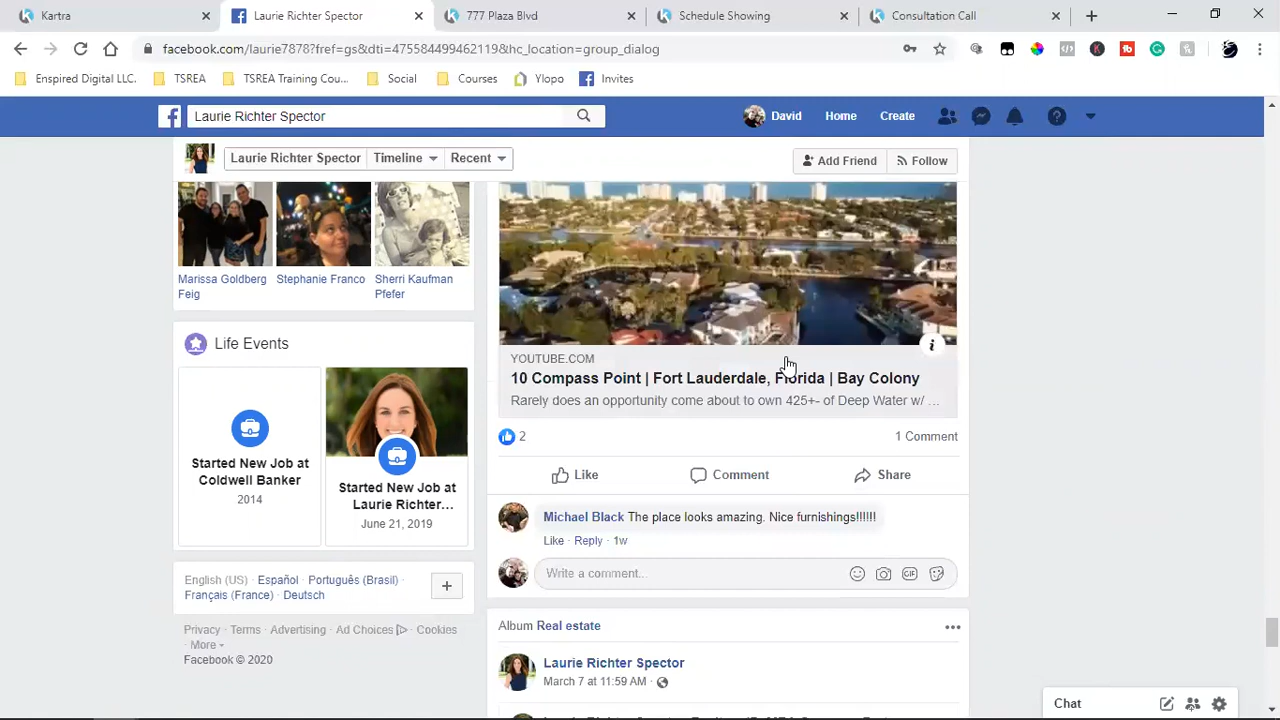 Kartra
Laurie Richter Spector
777 Plaza Blvd
Schedule Showing
Consultation Call
facebook.com/laurie7878?fref=gs&dti=475584499462119&hc_location=group_dialog
Enspired Digital LLC.
TSREA
TSREA Training Cou...
Social
Courses
Ylopo
Invites
Laurie Richter Spector
David
Home
Create
Laurie Richter Spector
Timeline
Recent
Add Friend
Follow
Marissa Goldberg
Feig
Stephanie Franco
Sherri Kaufman
Pfefer
Life Events
Started New Job at
Coldwell Banker
2014
Started New Job at
Laurie Richter...
June 21, 2019
English (US) · Español · Português (Brasil) ·
Français (France) · Deutsch
Privacy · Terms · Advertising · Ad Choices · Cookies
· More
Facebook © 2020
YOUTUBE.COM
10 Compass Point | Fort Lauderdale, Florida | Bay Colony
Rarely does an opportunity come about to own 425+- of Deep Water w/ ...
2
1 Comment
Like
Comment
Share
Michael Black The place looks amazing. Nice furnishings!!!!!!
Like · Reply · 1w
Write a comment...
GIF
Album Real estate
Laurie Richter Spector
March 7 at 11:59 AM ·
Chat